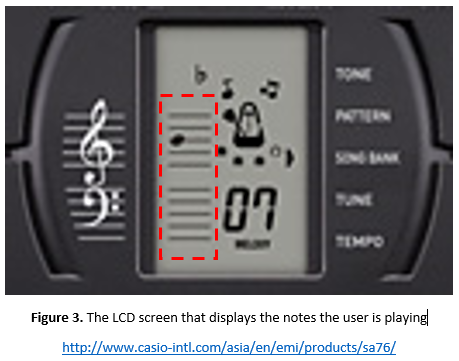 TONE
PATTERN
SONG BANK
07
TUNE
MELODY
TEMPO
Figure 3. The LCD screen that displays the notes the user is playing
http://www.casio-intl.com/asia/en/emi/products/sa76/